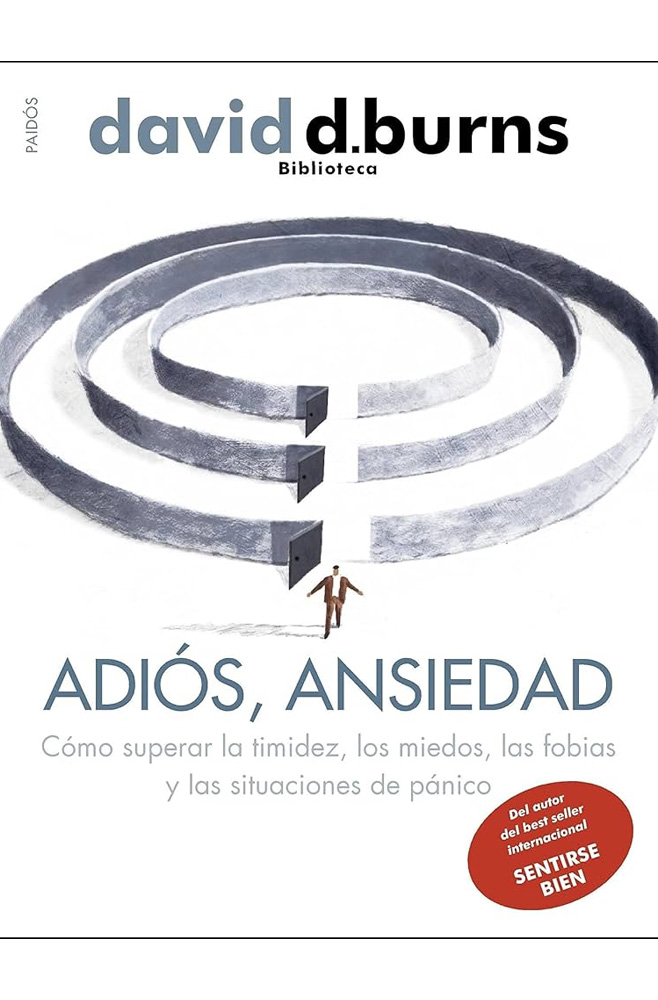 PAIDÓS
david d.burns
Biblioteca
ADIÓS, ANSIEDAD
Cómo superar la timidez, los miedos, las fobias
y las situaciones de pánico
Del autor
del best seller
internacional
SENTIRSE
BIEN